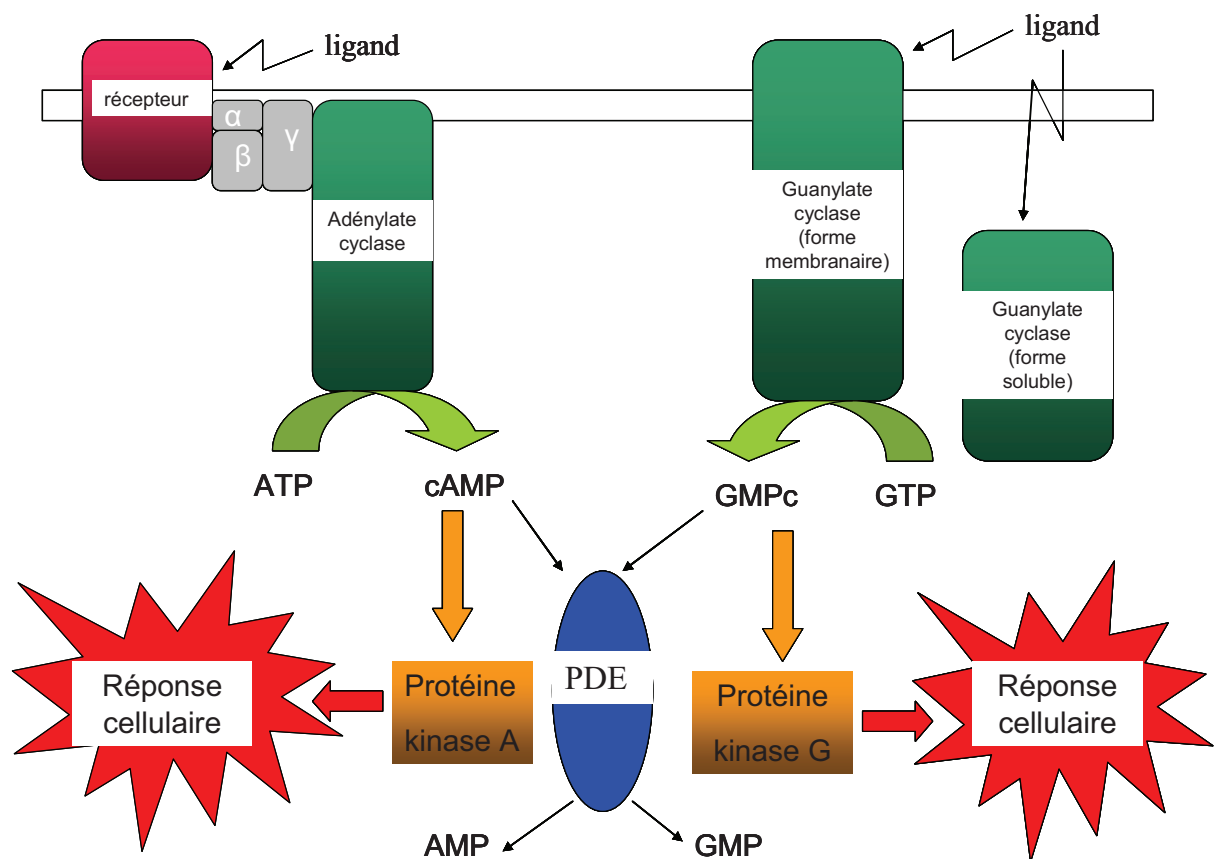 ligand
ligand
récepteur
α
β
γ
Adénylate
cyclase
Guanylate
cyclase
(forme
membranaire)
Guanylate
cyclase
(forme
soluble)
ATP
cAMP
GMPc
GTP
Réponse
cellulaire
Protéine
kinase A
PDE
Protéine
kinase G
Réponse
cellulaire
AMP
GMP